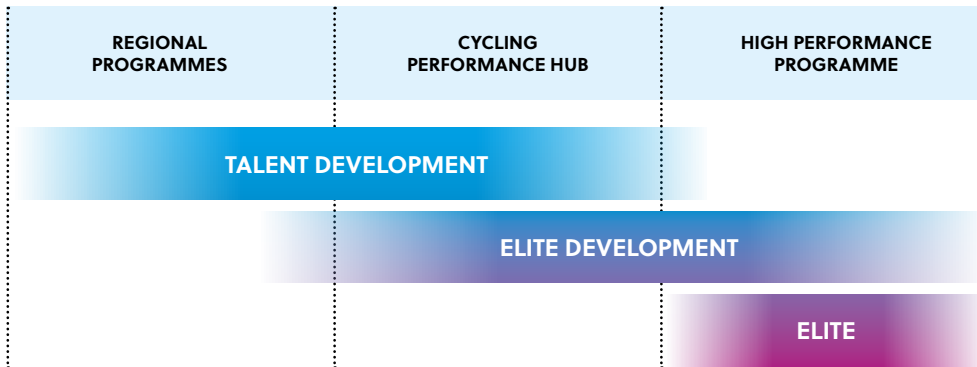 REGIONAL
PROGRAMMES
CYCLING
PERFORMANCE HUB
HIGH PERFORMANCE
PROGRAMME
TALENT DEVELOPMENT
ELITE DEVELOPMENT
ELITE